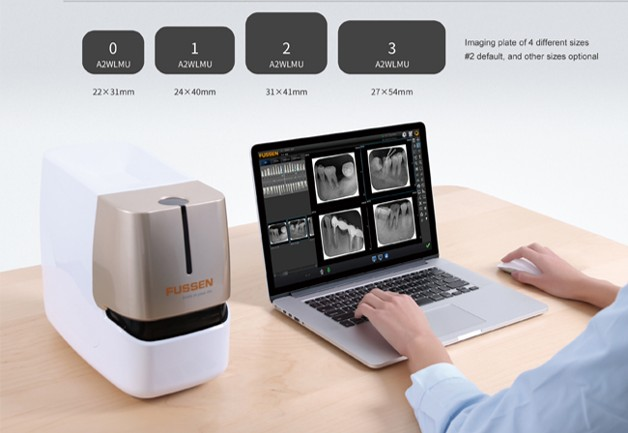 0
A2WLMU
1
A2WLMU
2
A2WLMU
3
A2WLMU
22×31mm
24×40mm
31×41mm
27×54mm
Imaging plate of 4 different sizes
#2 default, and other sizes optional
FUSSEN
FUSSEN